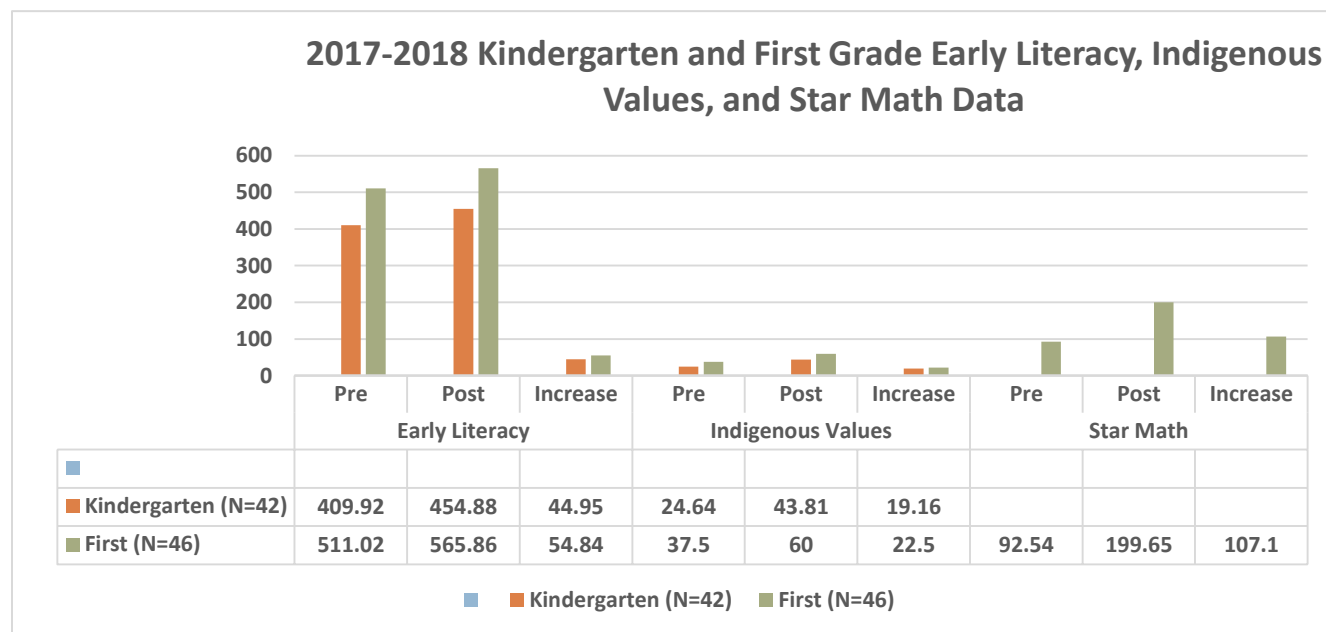 2017-2018 Kindergarten and First Grade Early Literacy, Indigenous
Values, and Star Math Data
600
500
400
300
200
100
0
Pre Post Increase Pre Post Increase Pre Post Increase
Early Literacy Indigenous Values Star Math
Kindergarten (N=42) 409.92 454.88 44.95 24.64 43.81 19.16
First (N=46) 511.02 565.86 54.84 37.5 60 22.5 92.54 199.65 107.1
Kindergarten (N=42) First (N=46)